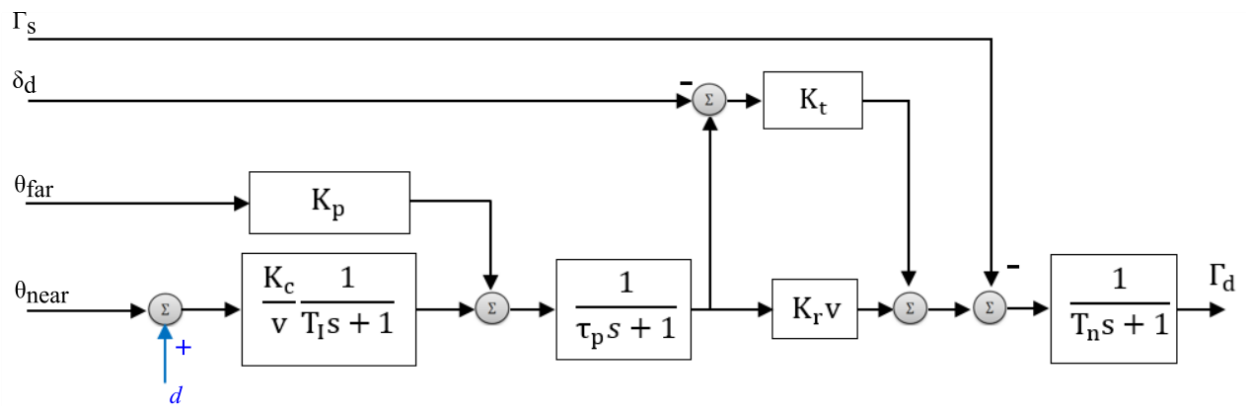 Γs
δd
- Σ Kt
θfar
Kp
θnear
Σ
Kc/v 1/(TIs + 1)
Σ
1/(τps + 1)
Krv
Σ
Σ
-
1/(Tns + 1)
Γd
+
d